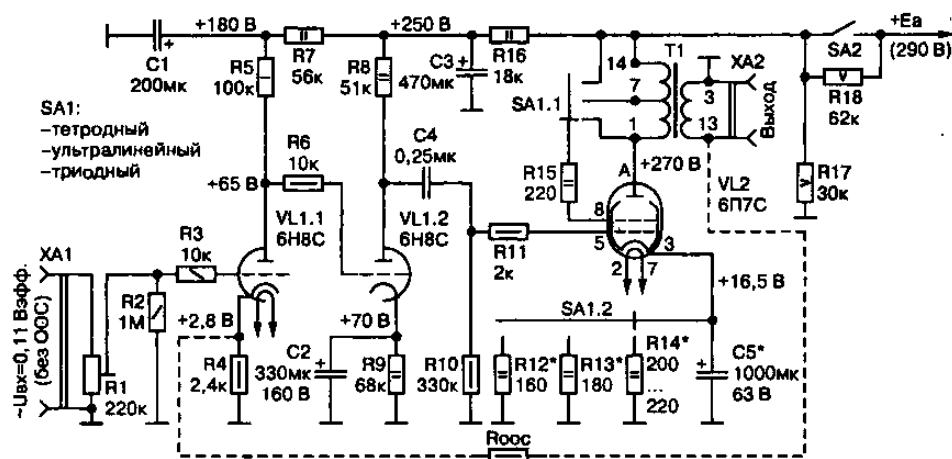 +180 В
+250 В
+Eа
(290 В)
C1
200мк
R5
100к
R7
56к
R8
51к
C3
470мк
R16
18к
14
7
1
T1
3
13
XA2
Выход
SA2
R18
62к
R17
30к
SA1:
–тетродный
–ультралинейный
–триодный
SA1.1
R6
10к
C4
0,25мк
+65 В
VL1.1
6Н8С
VL1.2
6Н8С
R15
220
A
+270 В
VL2
6П7С
8
5
2
7
3
+16,5 В
XA1
~Uвх=0,11 Вэфф.
(без ООС)
R1
220к
R2
1М
R3
10к
+2,8 В
R4
2,4к
C2
330мк
160 В
+70 В
R9
68к
R10
330к
R11
2к
SA1.2
R12*
160
R13*
180
R14*
200
...
220
C5*
1000мк
63 В
Rоос